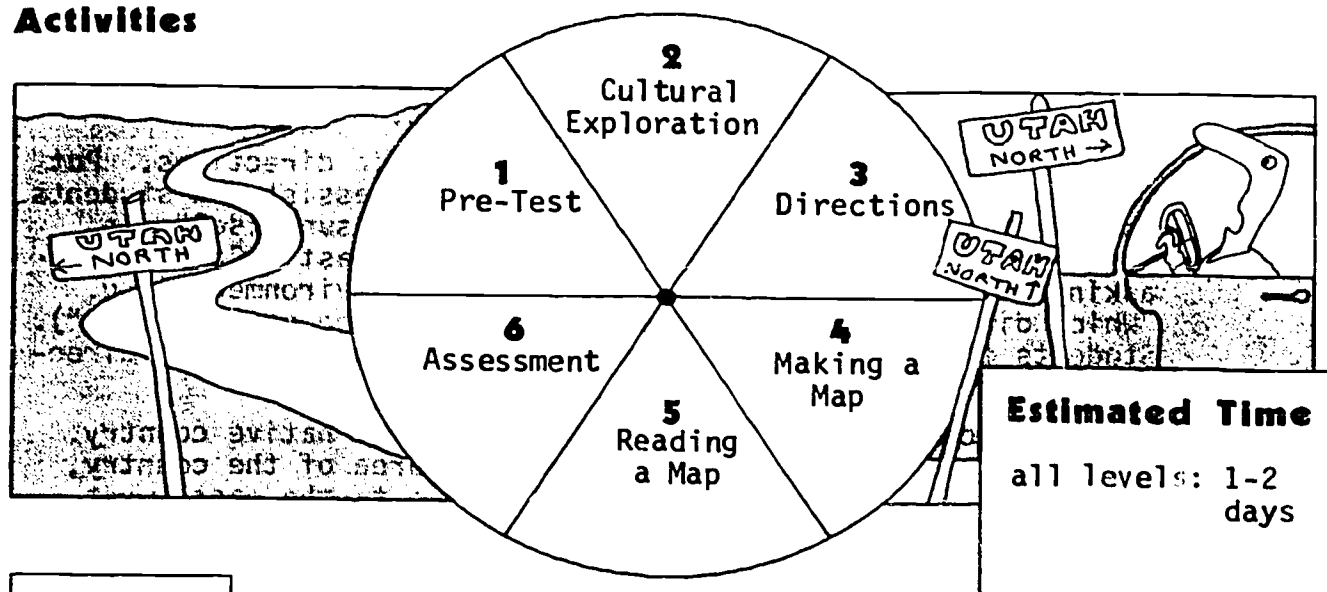 Activities
1
Pre-Test
2
Cultural
Exploration
3
Directions
4
Making a
Map
5
Reading
a Map
6
Assessment
UTAH
NORTH
←
UTAH
NORTH →
UTAH
NORTH ↑
Estimated Time
all levels: 1-2
days